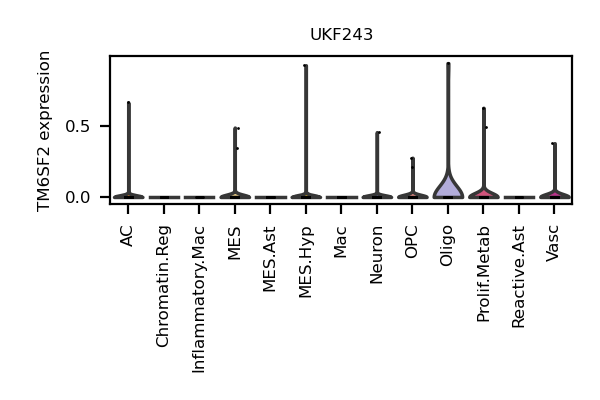 UKF243
TM6SF2 expression
0.5
0.0
AC
Chromatin.Reg
Inflammatory.Mac
MES
MES.Ast
MES.Hyp
Mac
Neuron
OPC
Oligo
Prolif.Metab
Reactive.Ast
Vasc